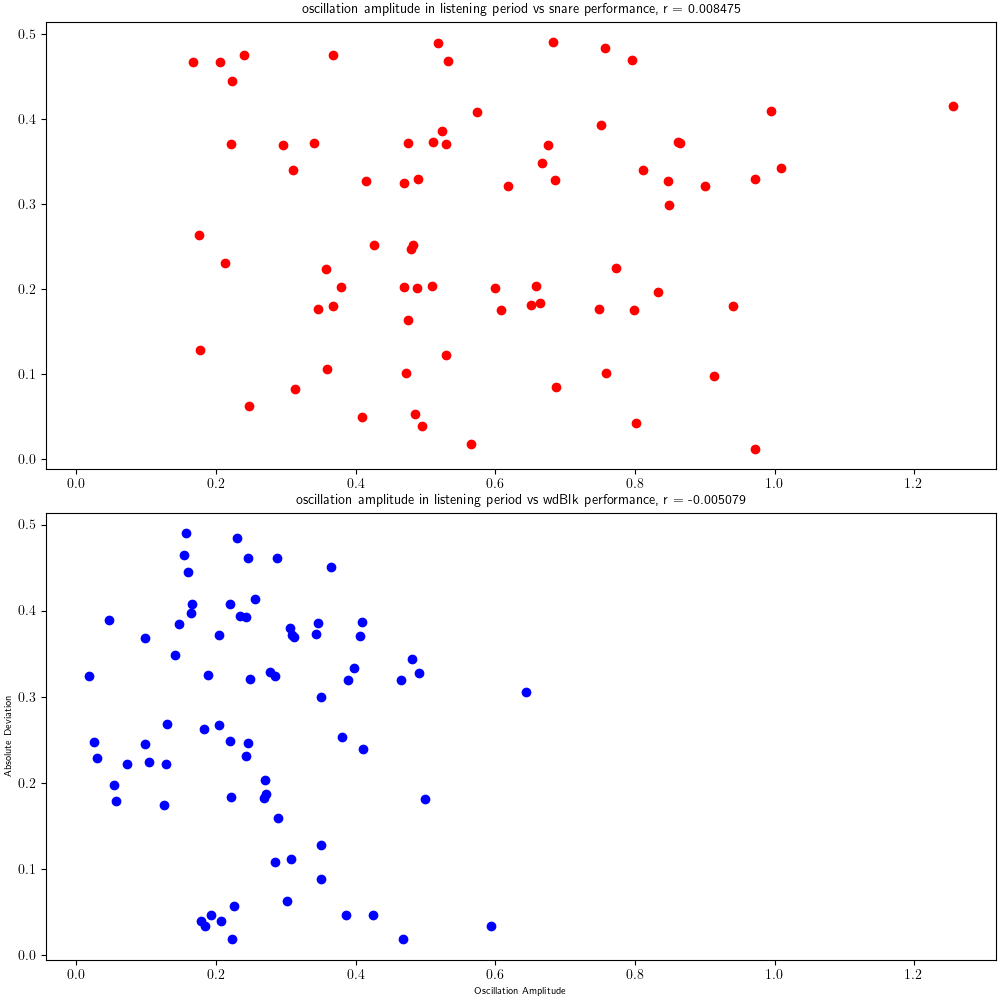 oscillation amplitude in listening period vs snare performance, r = 0.008475
0.5
0.4
0.3
0.2
0.1
0.0
0.0 0.2 0.4 0.6 0.8 1.0 1.2
oscillation amplitude in listening period vs wdBlk performance, r = -0.005079
0.5
0.4
0.3
0.2
0.1
0.0
Absolute Deviation
0.0 0.2 0.4 0.6 0.8 1.0 1.2
Oscillation Amplitude